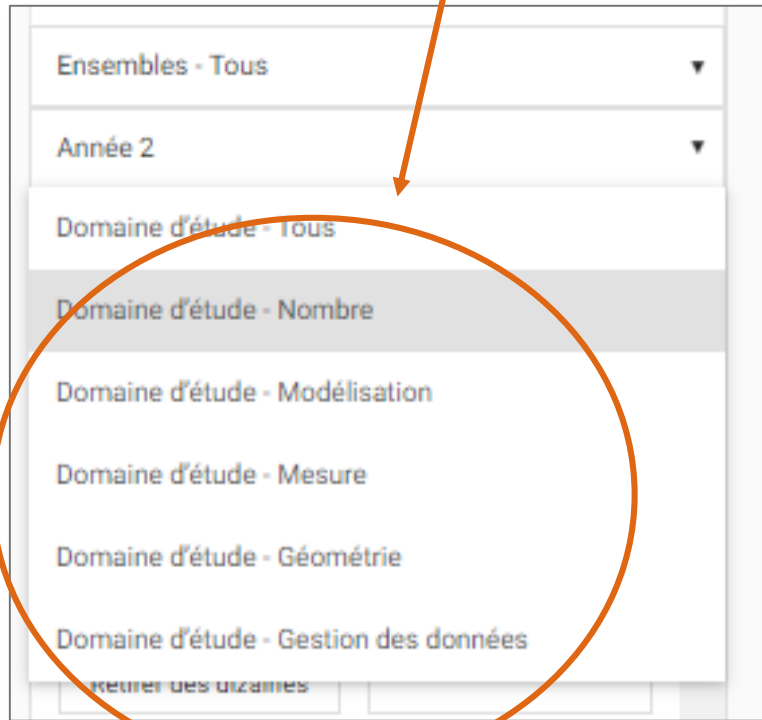 Ensembles - Tous
Année 2
Domaine d'étude - Tous
Domaine d'étude - Nombre
Domaine d'étude - Modélisation
Domaine d'étude - Mesure
Domaine d'étude - Géométrie
Domaine d'étude - Gestion des données
Retirer des dizaines